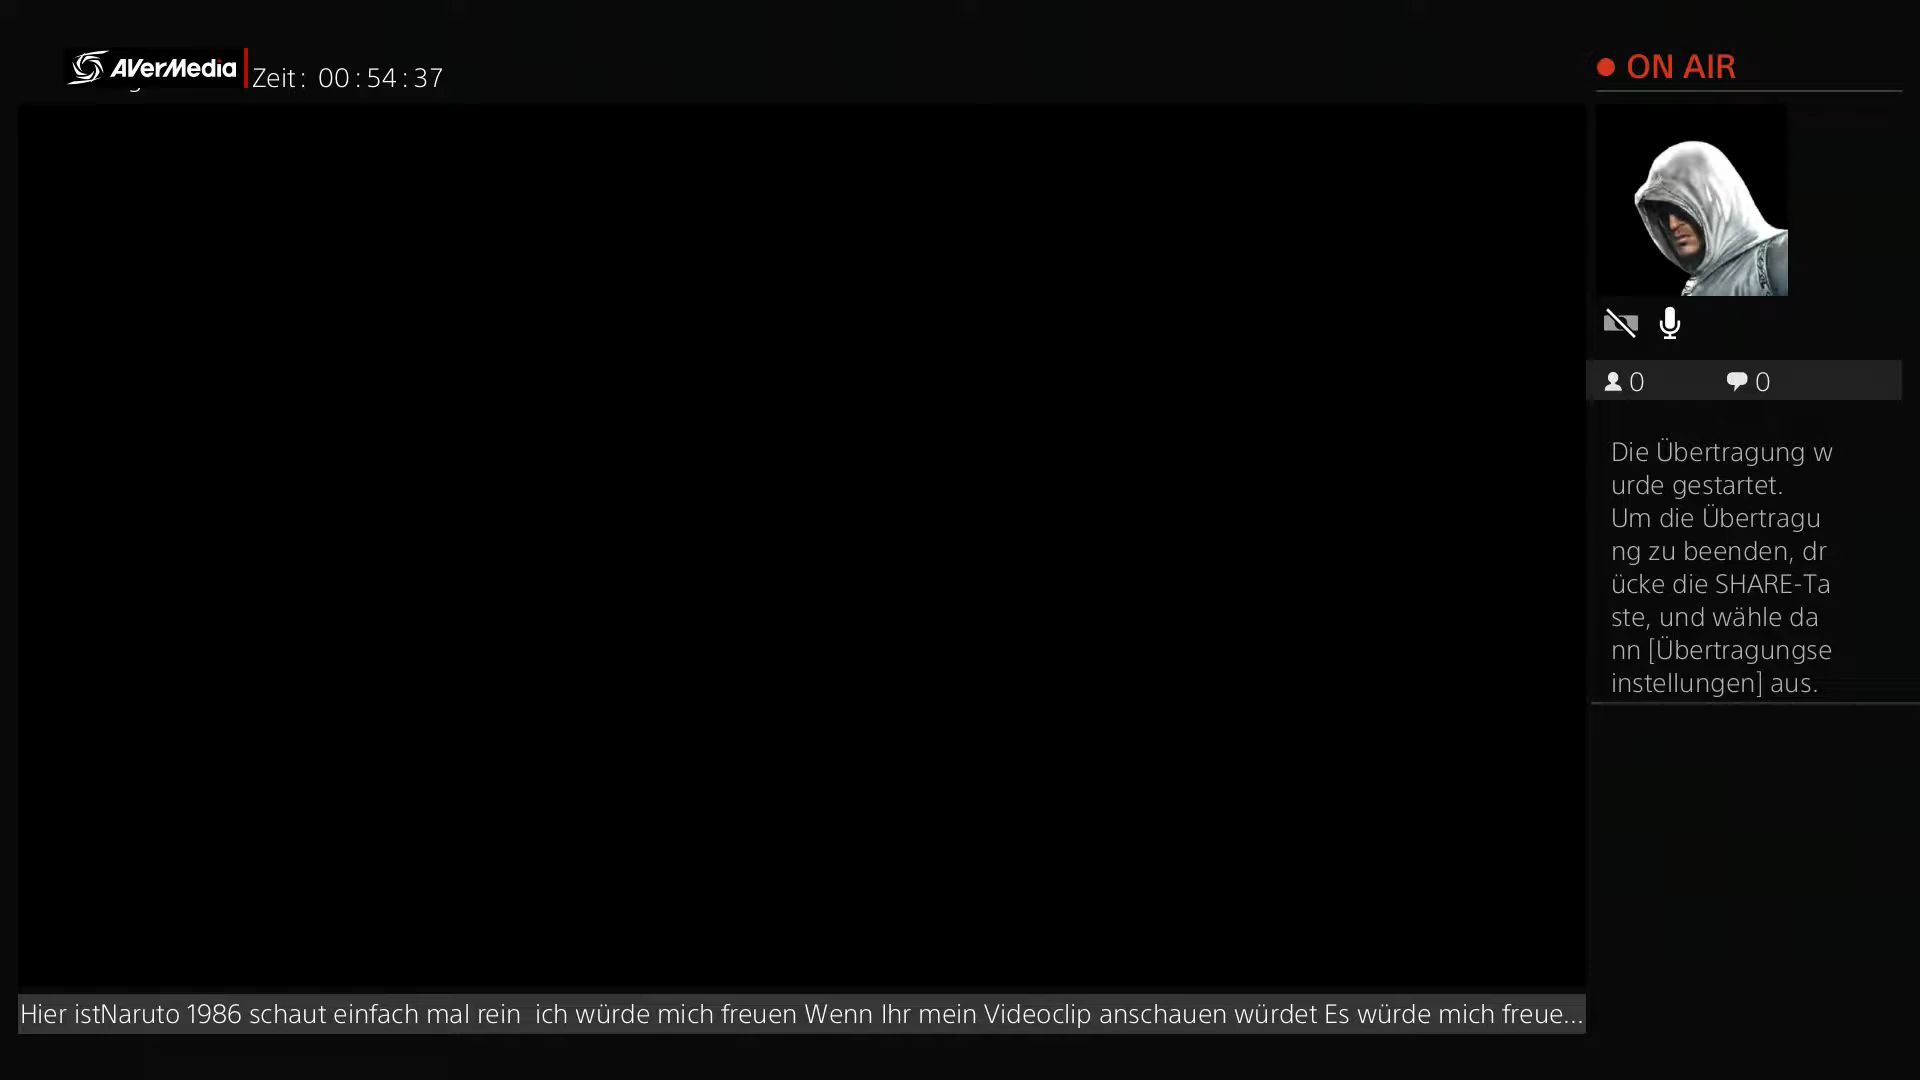 AVerMedia
Zeit: 00:54:37
ON AIR
0
0
Die Übertragung w
urde gestartet.
Um die Übertragu
ng zu beenden, dr
ücke die SHARE-Ta
ste, und wähle da
nn [Übertragungse
instellungen] aus.
Hier istNaruto 1986 schaut einfach mal rein  ich würde mich freuen Wenn Ihr mein Videoclip anschauen würdet Es würde mich freue...